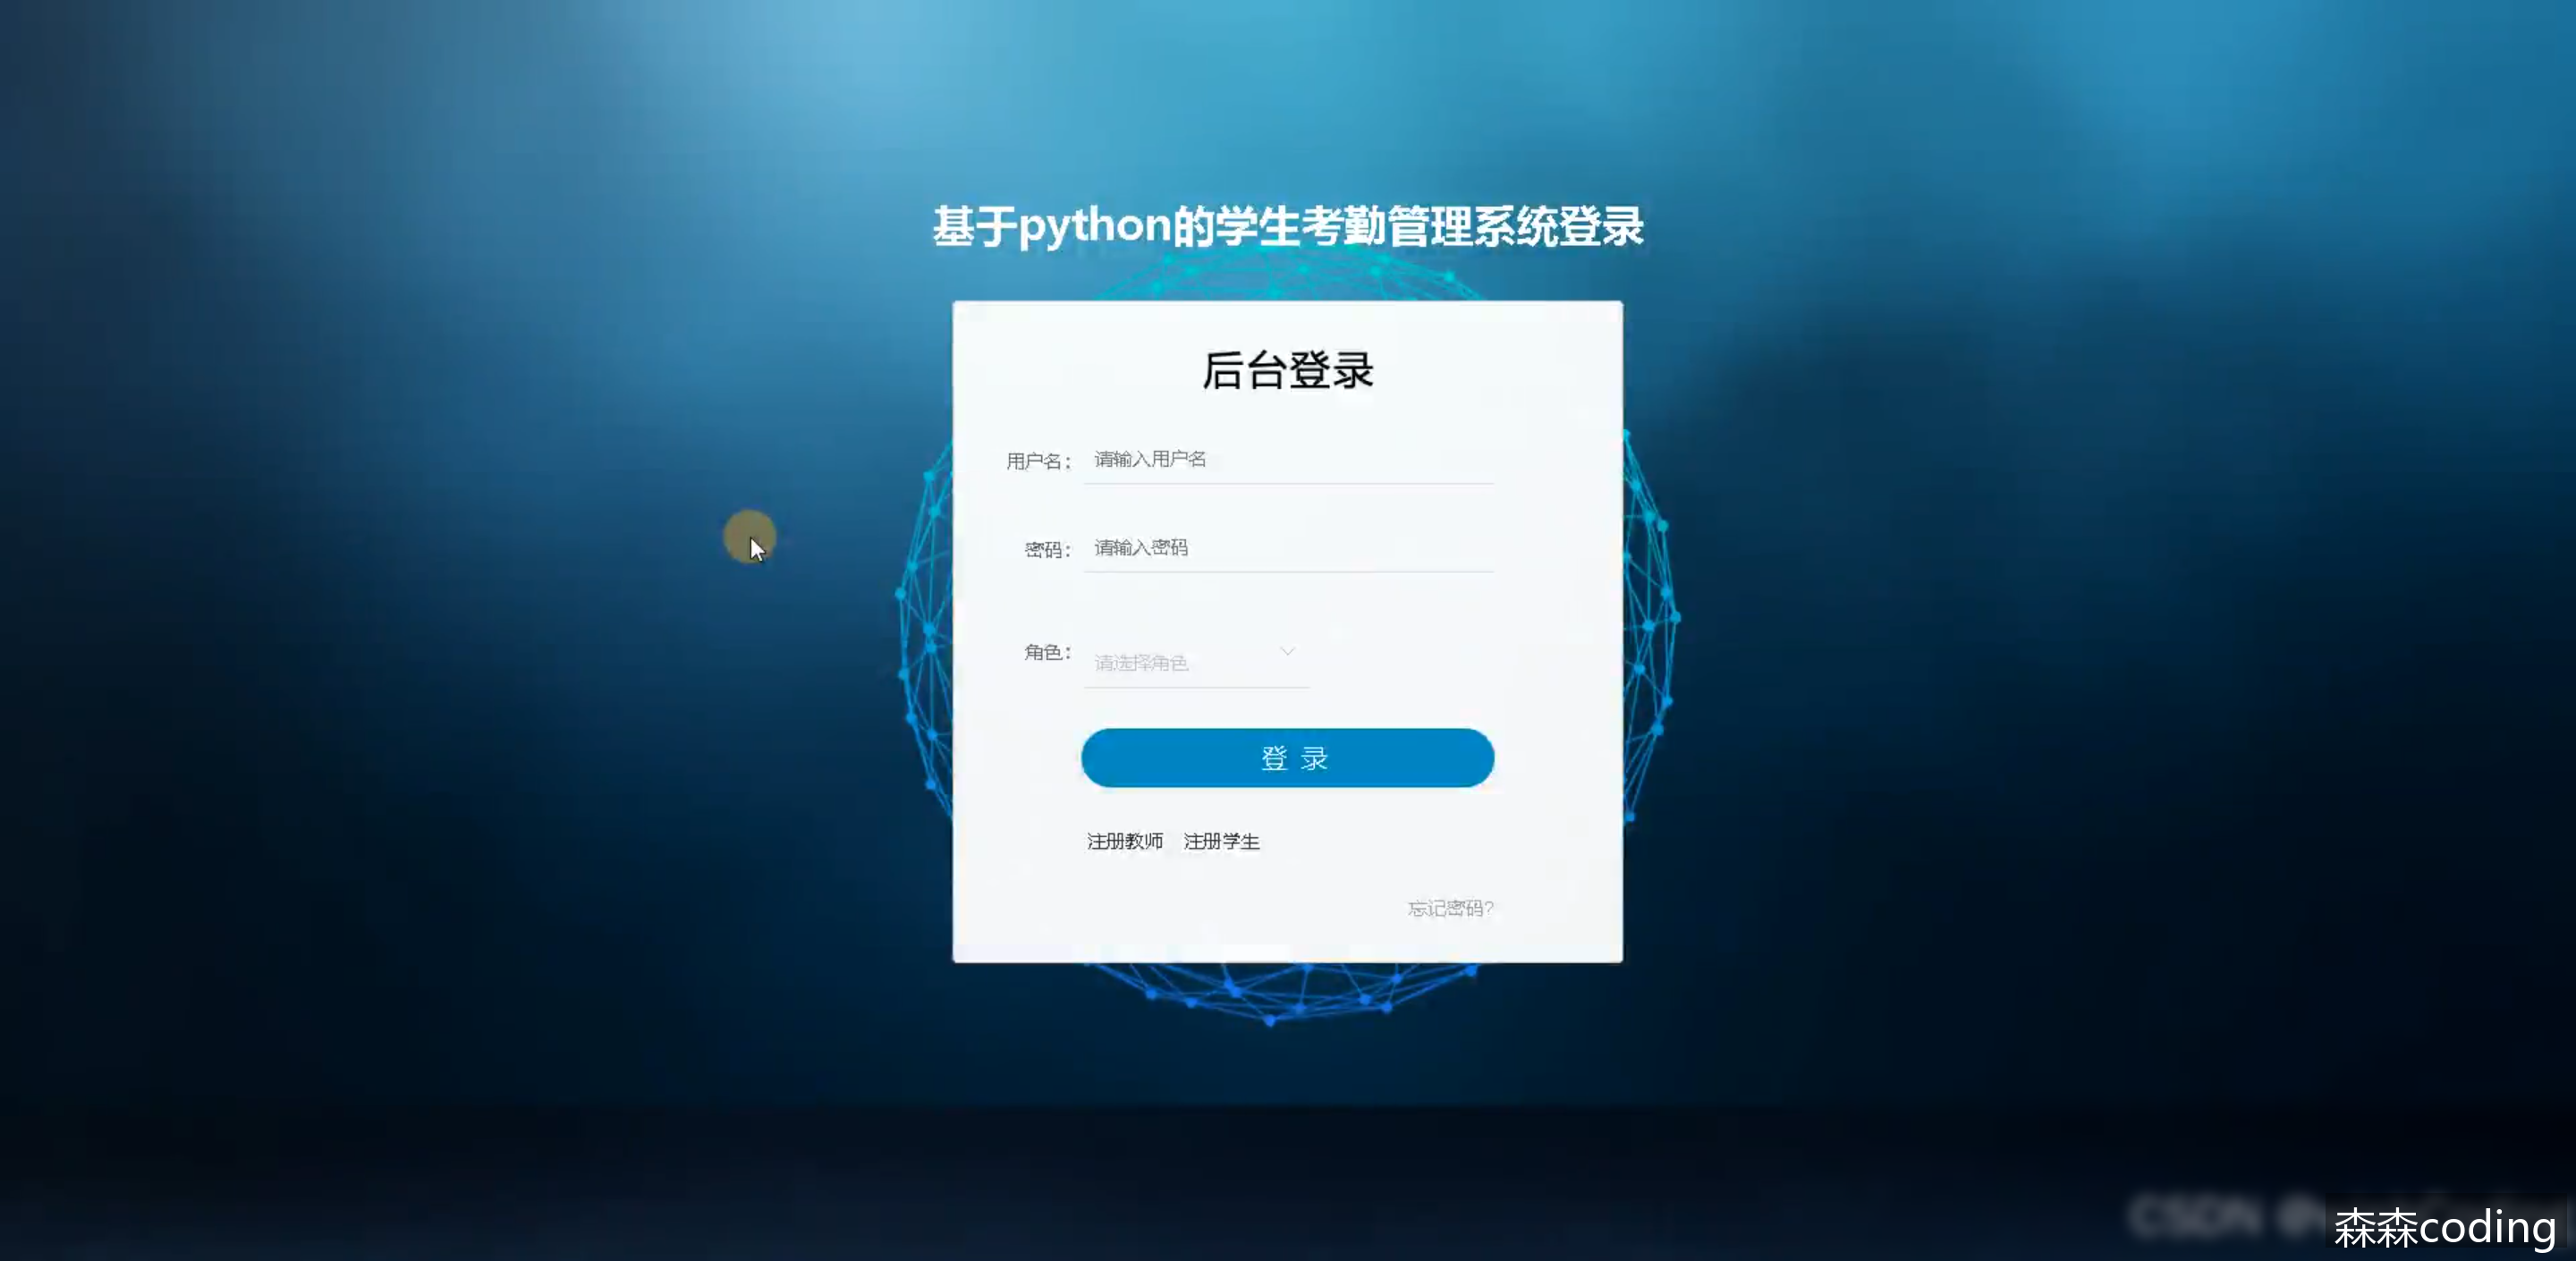 基于python的学生考勤管理系统登录
后台登录
用户名： 请输入用户名
密码： 请输入密码
角色： 请选择角色
登 录
注册教师 注册学生
忘记密码?
CSDN
森森coding